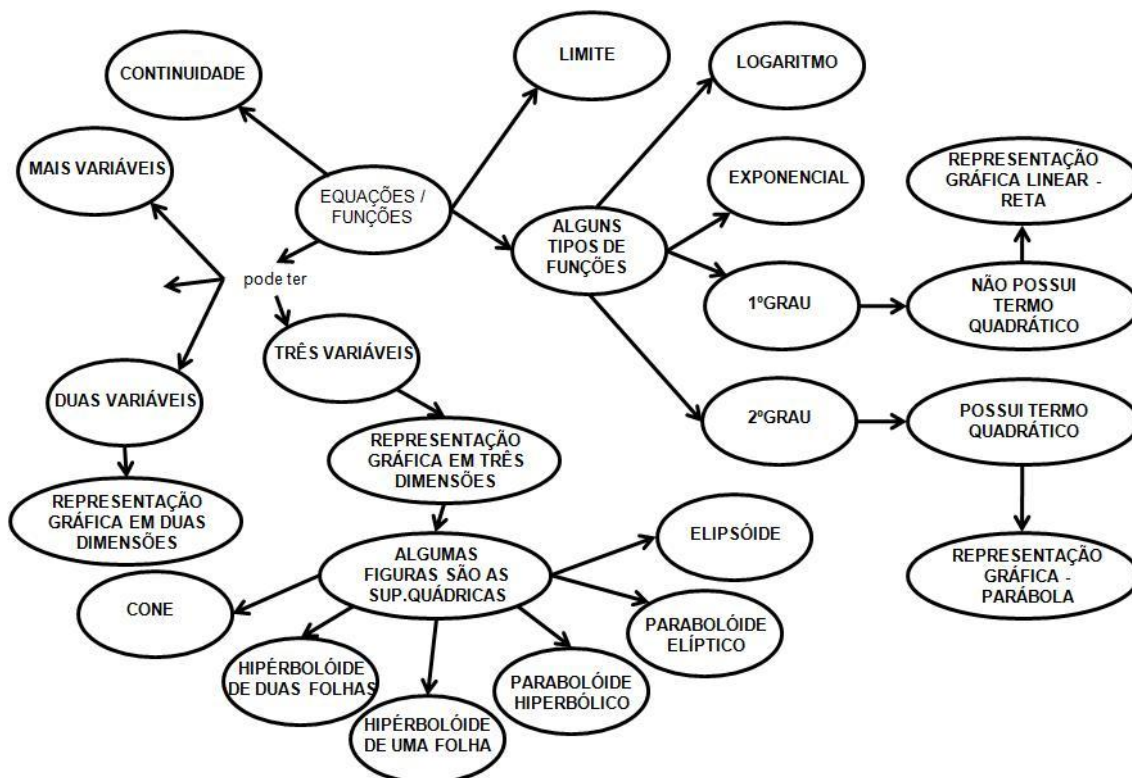 LIMITE
LOGARITMO
CONTINUIDADE
MAIS VARIÁVEIS
EQUAÇÕES /
FUNÇÕES
EXPONENCIAL
REPRESENTAÇÃO
GRÁFICA LINEAR -
RETA
ALGUNS
TIPOS DE
FUNÇÕES
pode ter
1ºGRAU
NÃO POSSUI
TERMO
QUADRÁTICO
TRÊS VARIÁVEIS
DUAS VARIÁVEIS
2ºGRAU
POSSUI TERMO
QUADRÁTICO
REPRESENTAÇÃO
GRÁFICA EM TRÊS
DIMENSÕES
REPRESENTAÇÃO
GRÁFICA EM DUAS
DIMENSÕES
ELIPSÓIDE
ALGUMAS
FIGURAS SÃO AS
SUP.QUÁDRICAS
REPRESENTAÇÃO
GRÁFICA -
PARÁBOLA
CONE
PARABOLÓIDE
ELÍPTICO
HIPÉRBOLÓIDE
DE DUAS FOLHAS
PARABOLÓIDE
HIPERBÓLICO
HIPÉRBOLÓIDE
DE UMA FOLHA